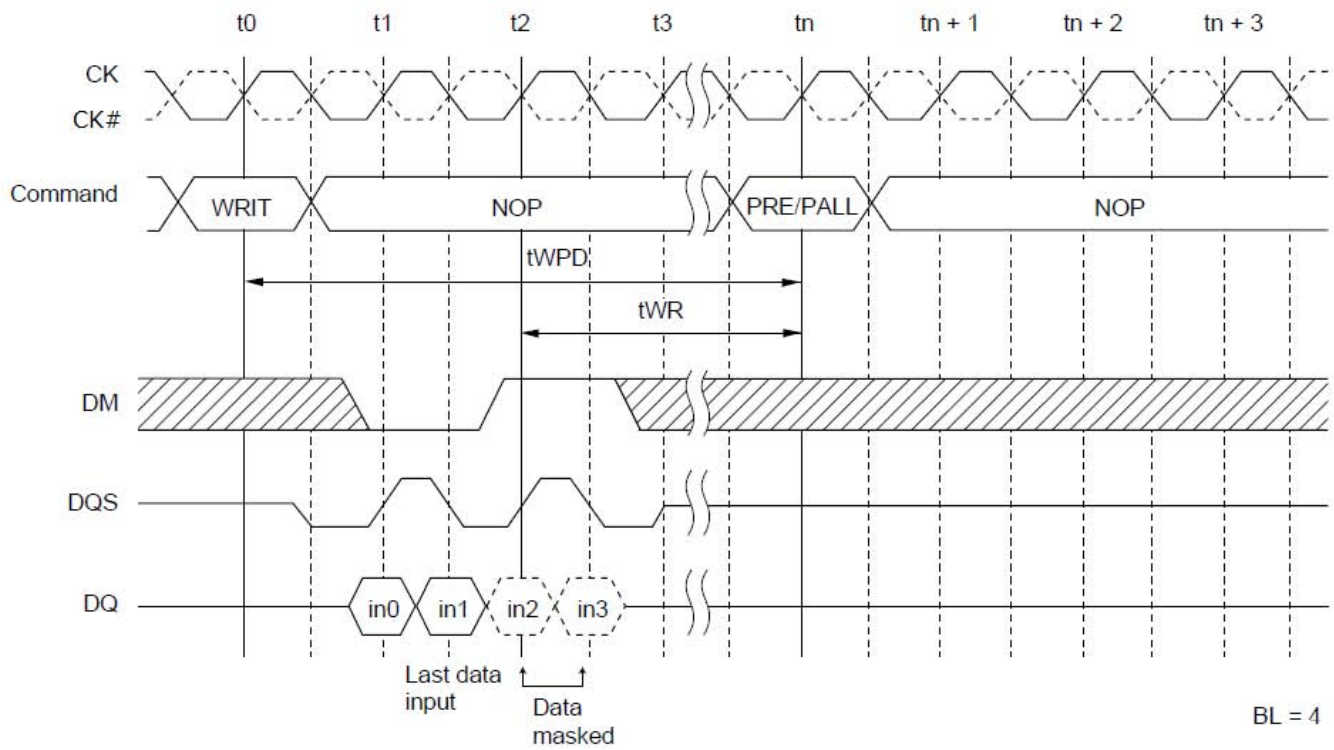 t0 t1 t2 t3 tn tn + 1 tn + 2 tn + 3
CK
CK#
Command
WRIT NOP PRE/PALL NOP
tWPD
tWR
DM
DQS
DQ
in0 in1 in2 in3
Last data
input
Data
masked
BL = 4